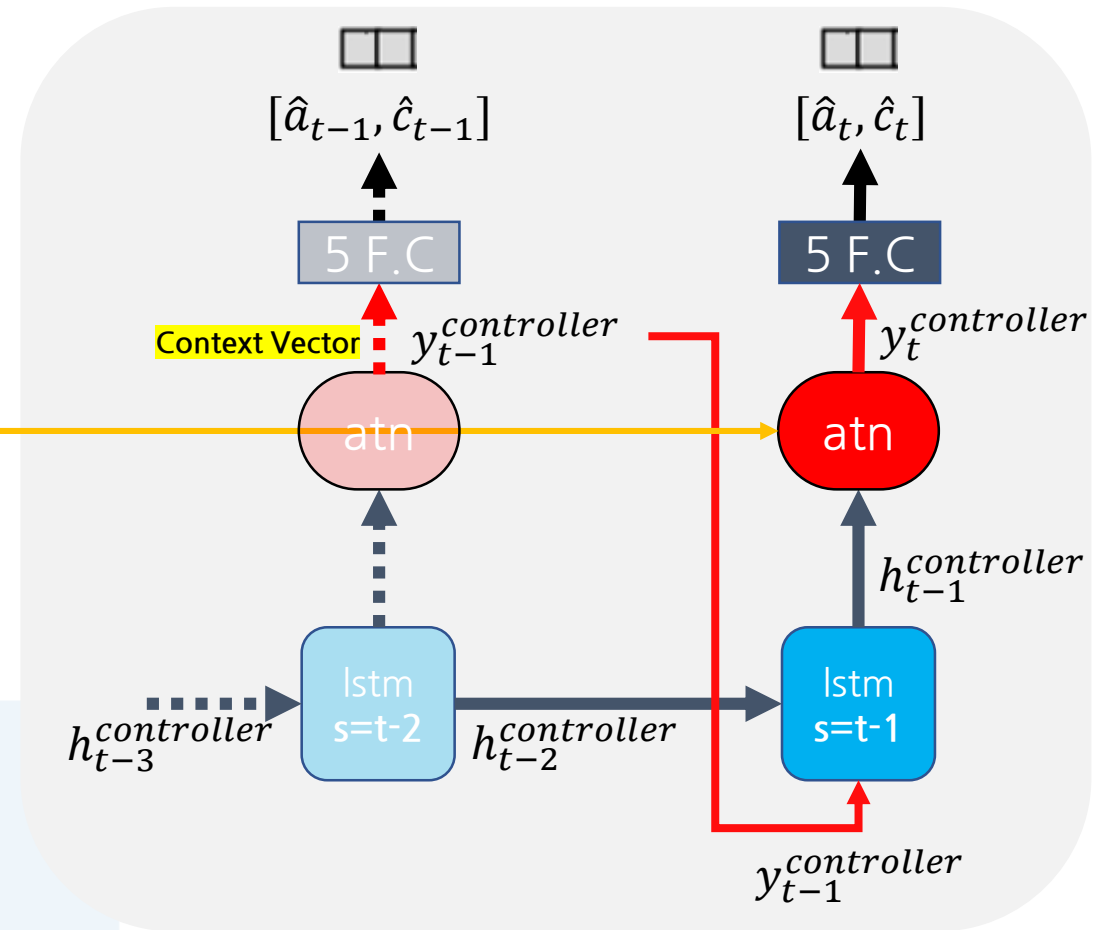 [â_{t−1}, ĉ_{t−1}]
[â_t, ĉ_t]
5 F.C
5 F.C
Context Vector
y_{t−1}^{controller}
y_t^{controller}
atn
atn
h_{t−1}^{controller}
lstm
s=t-2
lstm
s=t-1
h_{t−3}^{controller}
h_{t−2}^{controller}
y_{t−1}^{controller}